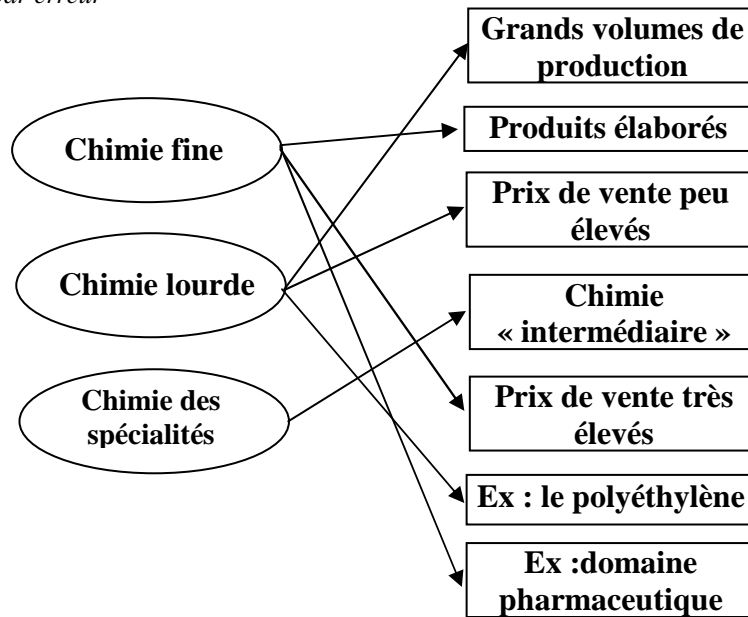 par erreur
Grands volumes de
production
Chimie fine
Produits élaborés
Prix de vente peu
élevés
Chimie lourde
Chimie
« intermédiaire »
Chimie des
spécialités
Prix de vente très
élevés
Ex : le polyéthylène
Ex :domaine
pharmaceutique